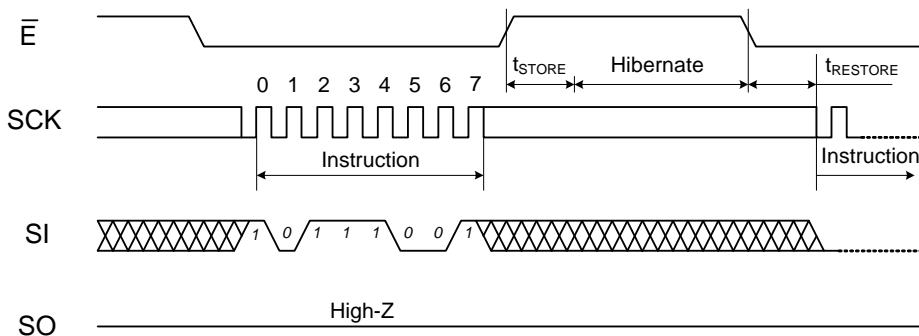 E̅
t_STORE Hibernate t_RESTORE
0 1 2 3 4 5 6 7
SCK
Instruction Instruction
SI 1 0 1 1 1 0 0 1
High-Z
SO